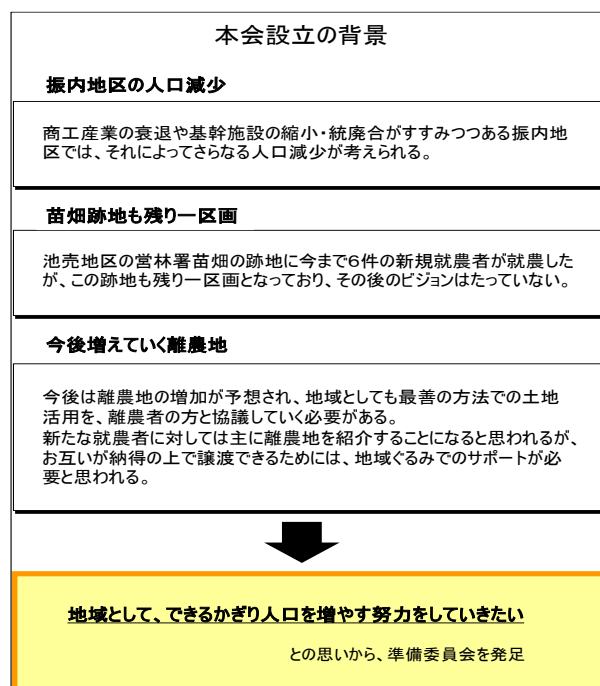 本会設立の背景
振内地区の人口減少
商工産業の衰退や基幹施設の縮小・統廃合がすすみつつある振内地
区では、それによってさらなる人口減少が考えられる。
苗畑跡地も残り一区画
池売地区の営林署苗畑の跡地に今まで6件の新規就農者が就農した
が、この跡地も残り一区画となっており、その後のビジョンはたっていない。
今後増えていく離農地
今後は離農地の増加が予想され、地域としても最善の方法での土地
活用を、離農者の方と協議していく必要がある。
新たな就農者に対しては主に離農地を紹介することになると思われるが、
お互いが納得の上で譲渡できるためには、地域ぐるみでのサポートが必
要と思われる。
地域として、できるかぎり人口を増やす努力をしていきたい
との思いから、準備委員会を発足